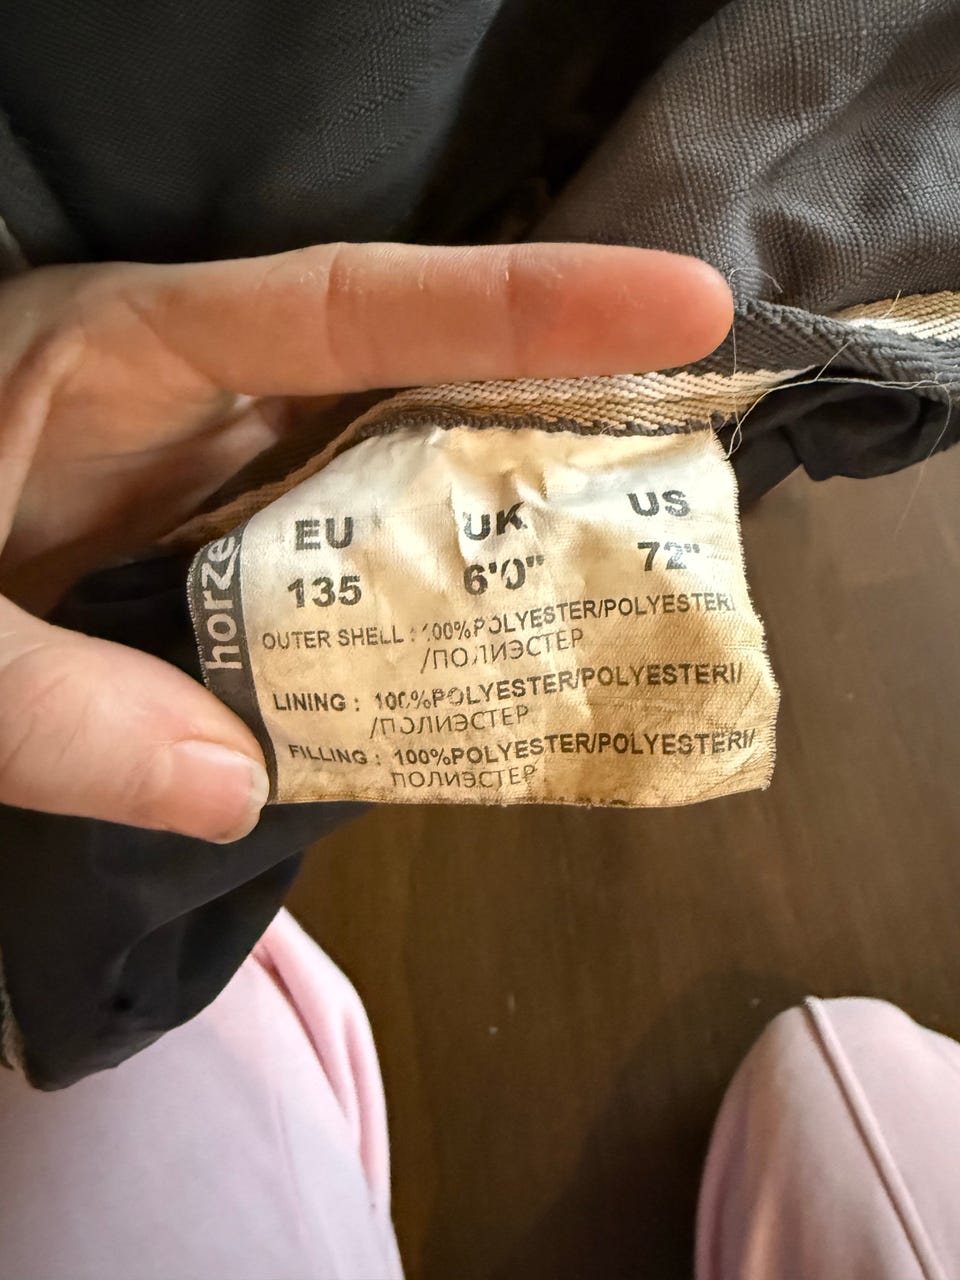 horze
EU UK US
135 6'0" 72"
OUTER SHELL : 100%POLYESTER/POLYESTERI
/ПОЛИЭСТЕР
LINING : 100%POLYESTER/POLYESTERI/
/ПОЛИЭСТЕР
FILLING : 100%POLYESTER/POLYESTERI/
ПОЛИЭСТЕР